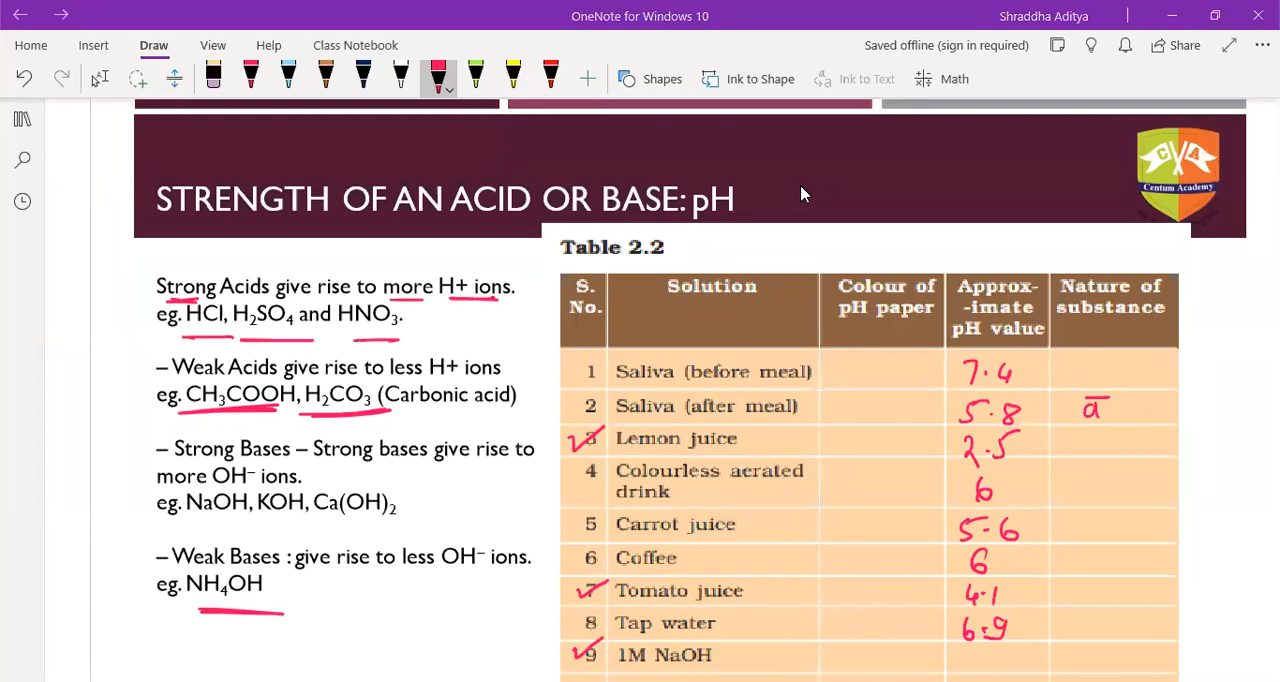 OneNote for Windows 10
Shraddha Aditya
Home Insert Draw View Help Class Notebook
Saved offline (sign in required) Share
Shapes Ink to Shape Ink to Text Math
STRENGTH OF AN ACID OR BASE: pH
CVA
Centum Academy
Strong Acids give rise to more H+ ions.
eg. HCl, H₂SO₄ and HNO₃.
– Weak Acids give rise to less H+ ions
eg. CH₃COOH, H₂CO₃ (Carbonic acid)
– Strong Bases – Strong bases give rise to
more OH⁻ ions.
eg. NaOH, KOH, Ca(OH)₂
– Weak Bases : give rise to less OH⁻ ions.
eg. NH₄OH
Table 2.2
S. No. Solution Colour of pH paper Approx-imate pH value Nature of substance
1 Saliva (before meal) 7.4
2 Saliva (after meal) 5.8 a
3 Lemon juice 2.5
4 Colourless aerated drink 6
5 Carrot juice 5.6
6 Coffee 6
7 Tomato juice 4.1
8 Tap water 6.9
9 1M NaOH